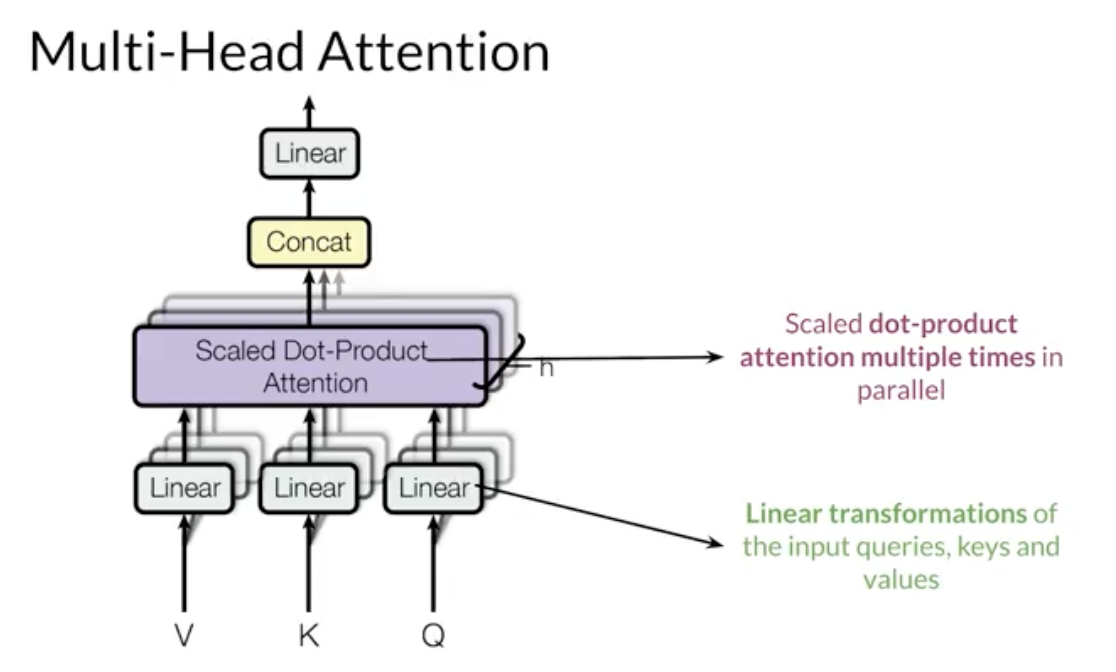 Multi-Head Attention
Linear
Concat
Scaled Dot-Product
Attention
h
Linear
Linear
Linear
V
K
Q
Scaled dot-product
attention multiple times in
parallel
Linear transformations of
the input queries, keys and
values